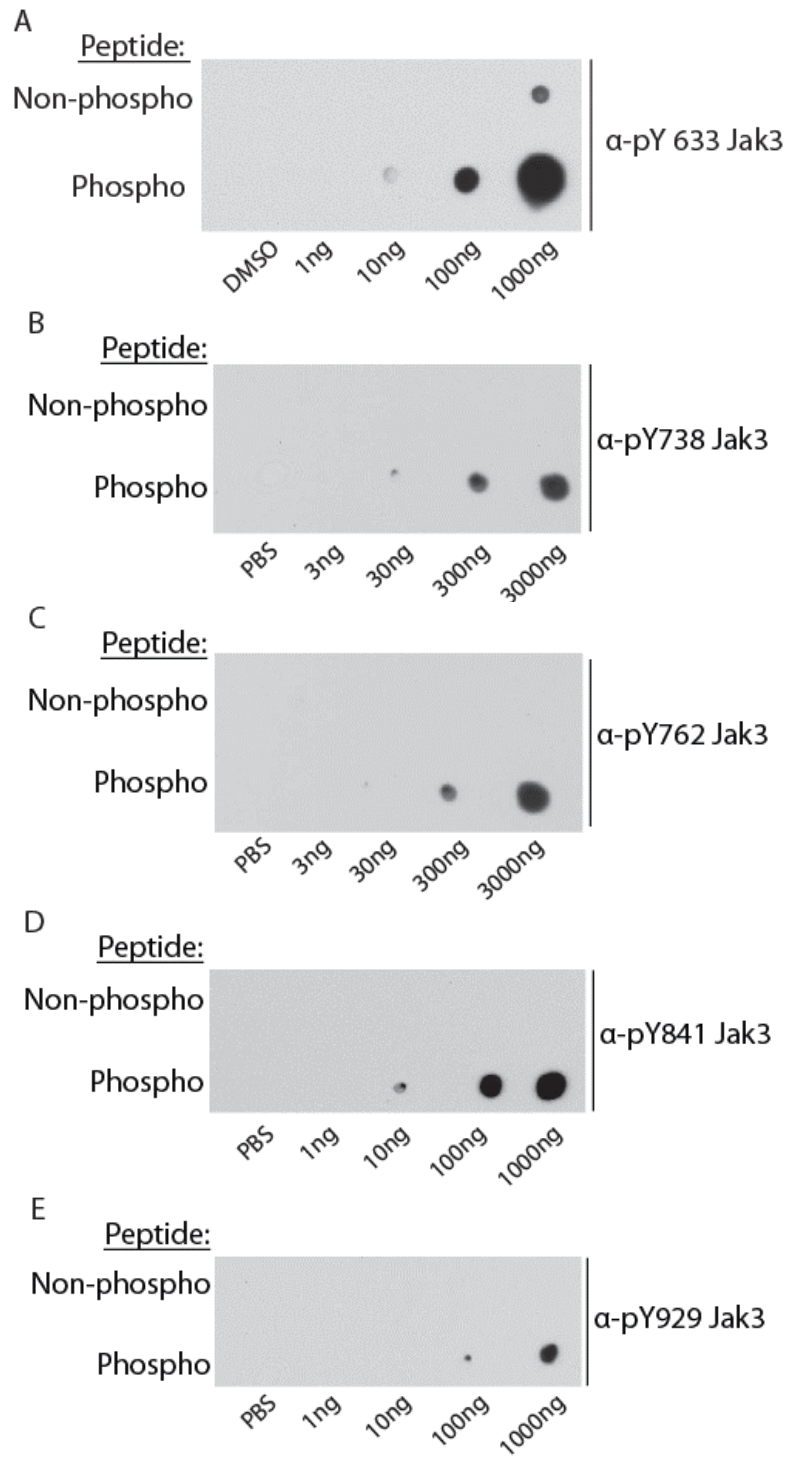 A
Peptide:
Non-phospho
α-pY 633 Jak3
Phospho
DMSO 1ng 10ng 100ng 1000ng
B
Peptide:
Non-phospho
α-pY738 Jak3
Phospho
PBS 3ng 30ng 300ng 3000ng
C
Peptide:
Non-phospho
α-pY762 Jak3
Phospho
PBS 3ng 30ng 300ng 3000ng
D
Peptide:
Non-phospho
α-pY841 Jak3
Phospho
PBS 1ng 10ng 100ng 1000ng
E
Peptide:
Non-phospho
α-pY929 Jak3
Phospho
PBS 1ng 10ng 100ng 1000ng